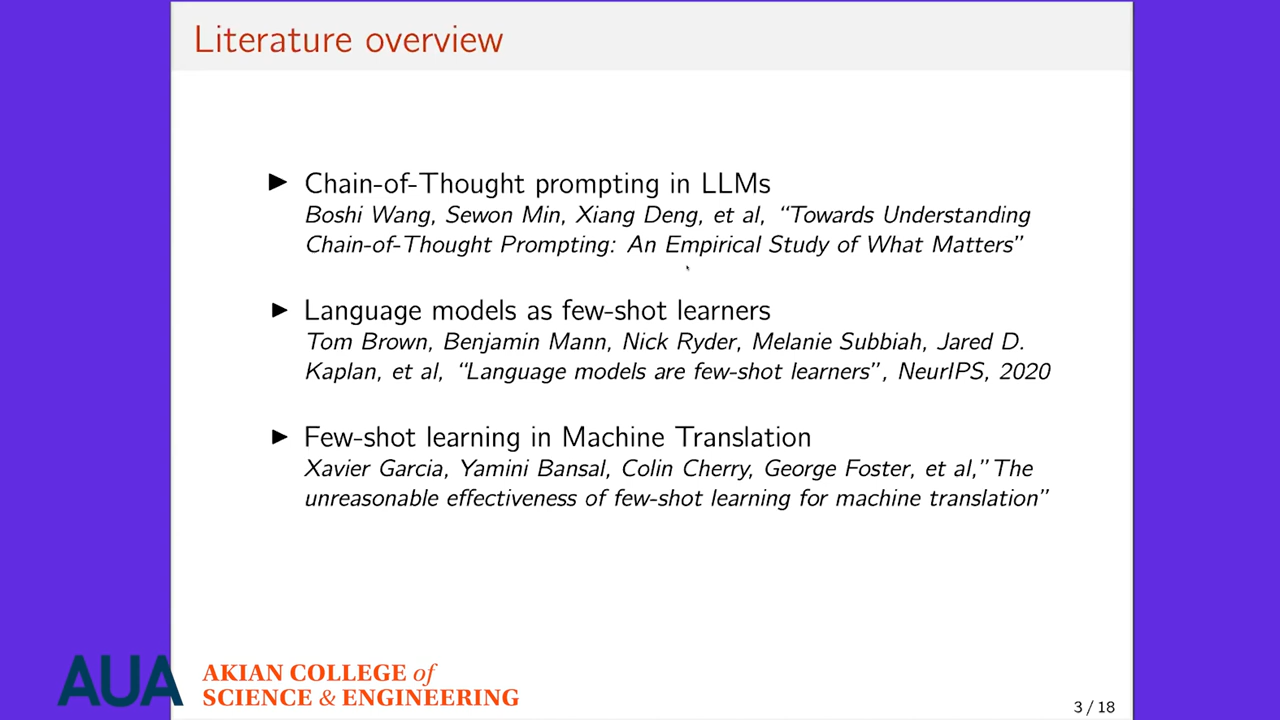 Literature overview
▶ Chain-of-Thought prompting in LLMs
Boshi Wang, Sewon Min, Xiang Deng, et al, “Towards Understanding
Chain-of-Thought Prompting: An Empirical Study of What Matters”
▶ Language models as few-shot learners
Tom Brown, Benjamin Mann, Nick Ryder, Melanie Subbiah, Jared D.
Kaplan, et al, “Language models are few-shot learners”, NeurIPS, 2020
▶ Few-shot learning in Machine Translation
Xavier Garcia, Yamini Bansal, Colin Cherry, George Foster, et al,”The
unreasonable effectiveness of few-shot learning for machine translation”
AUA
AKIAN COLLEGE of
SCIENCE & ENGINEERING
3 / 18